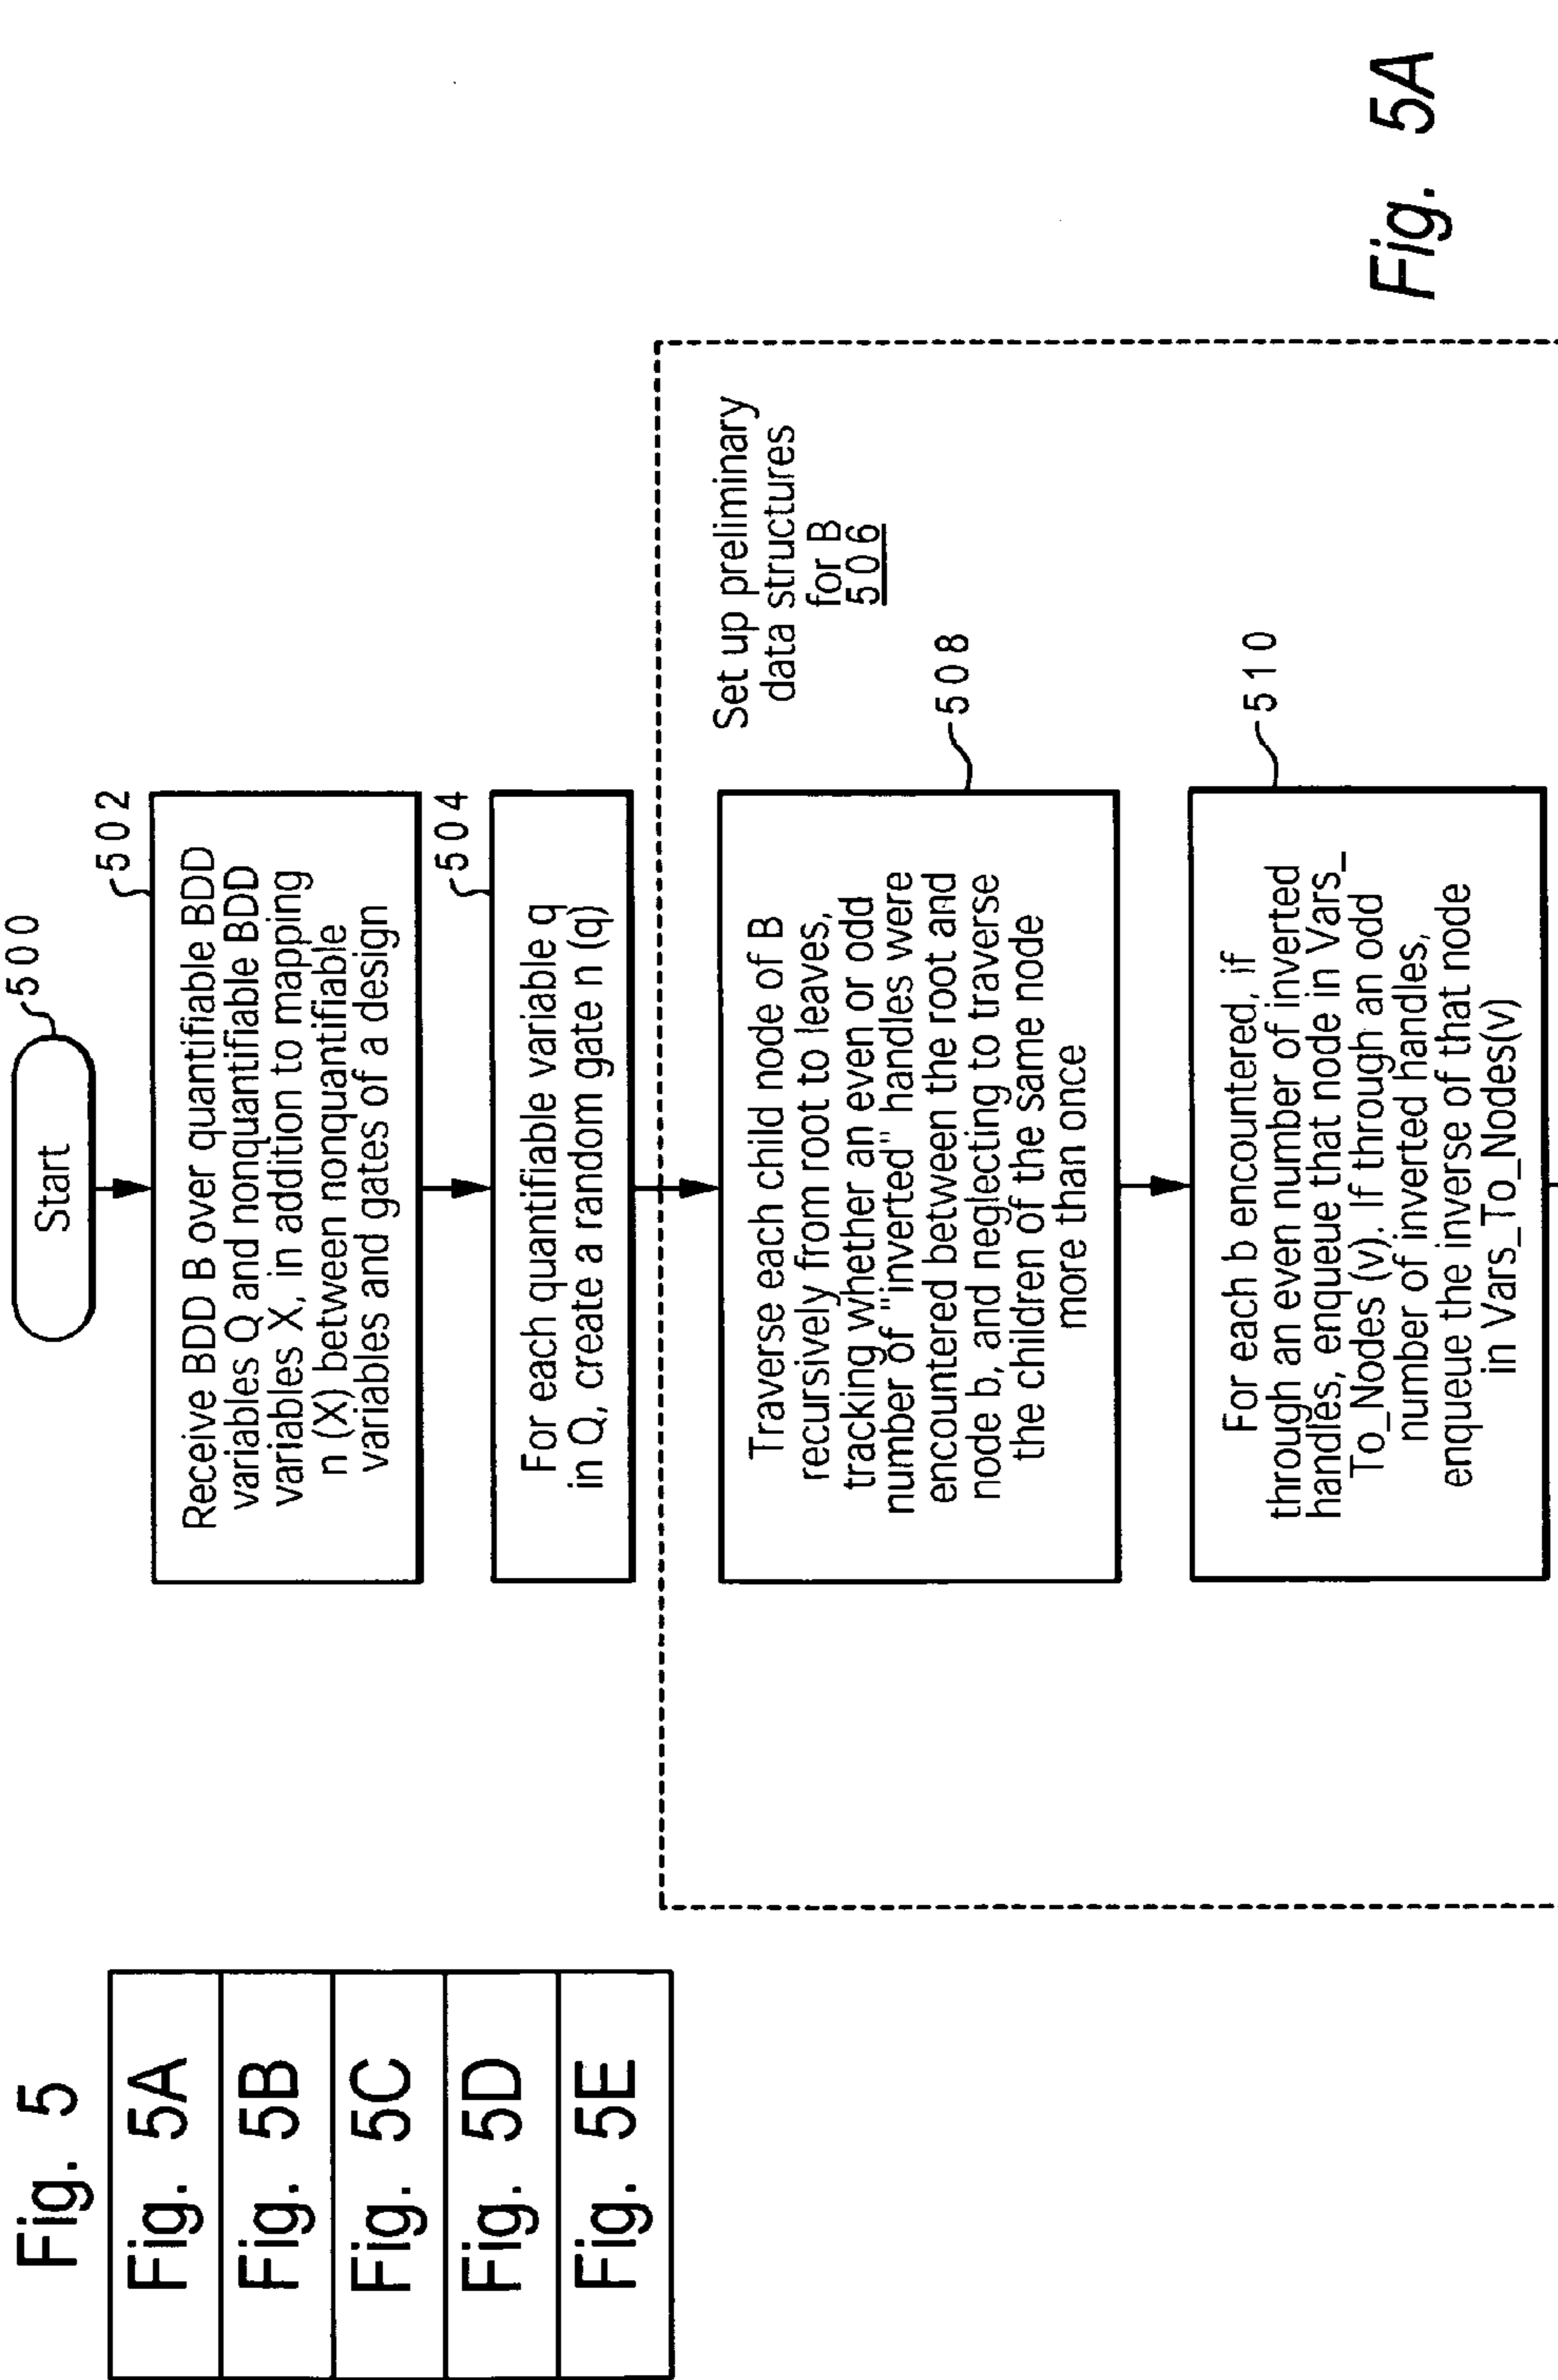 Fig. 5
Fig. 5A
Fig. 5B
Fig. 5C
Fig. 5D
Fig. 5E
Start
500
502
Receive BDD B over quantifiable BDD
variables Q and nonquantifiable BDD
variables X, in addition to mapping
n (X) between nonquantifiable
variables and gates of a design
504
For each quantifiable variable q
in Q, create a random gate n (q)
Set up preliminary
data structures
for B
506
508
Traverse each child node of B
recursively from root to leaves,
tracking whether an even or odd
number of "inverted" handles were
encountered between the root and
node b, and neglecting to traverse
the children of the same node
more than once
510
For each b encountered, if
through an even number of inverted
handles, enqueue that node in Vars_
To_Nodes (v). If through an odd
number of inverted handles,
enqueue the inverse of that node
in Vars_To_Nodes(v)
Fig. 5A